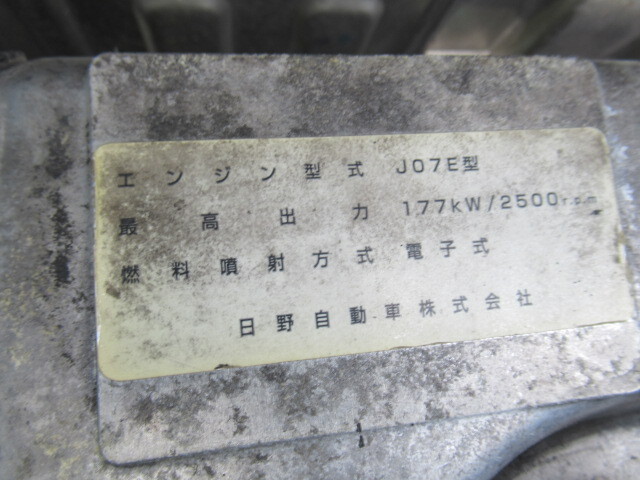 エンジン型式 J07E型
最高出力 177kW/2500r.p.m
燃料噴射方式 電子式
日野自動車株式会社